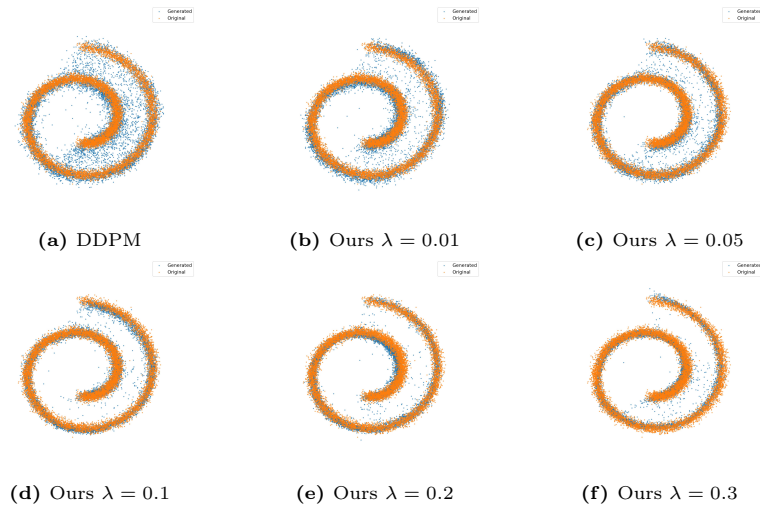 Generated
Original
Generated
Original
Generated
Original
(a) DDPM
(b) Ours λ = 0.01
(c) Ours λ = 0.05
Generated
Original
Generated
Original
Generated
Original
(d) Ours λ = 0.1
(e) Ours λ = 0.2
(f) Ours λ = 0.3